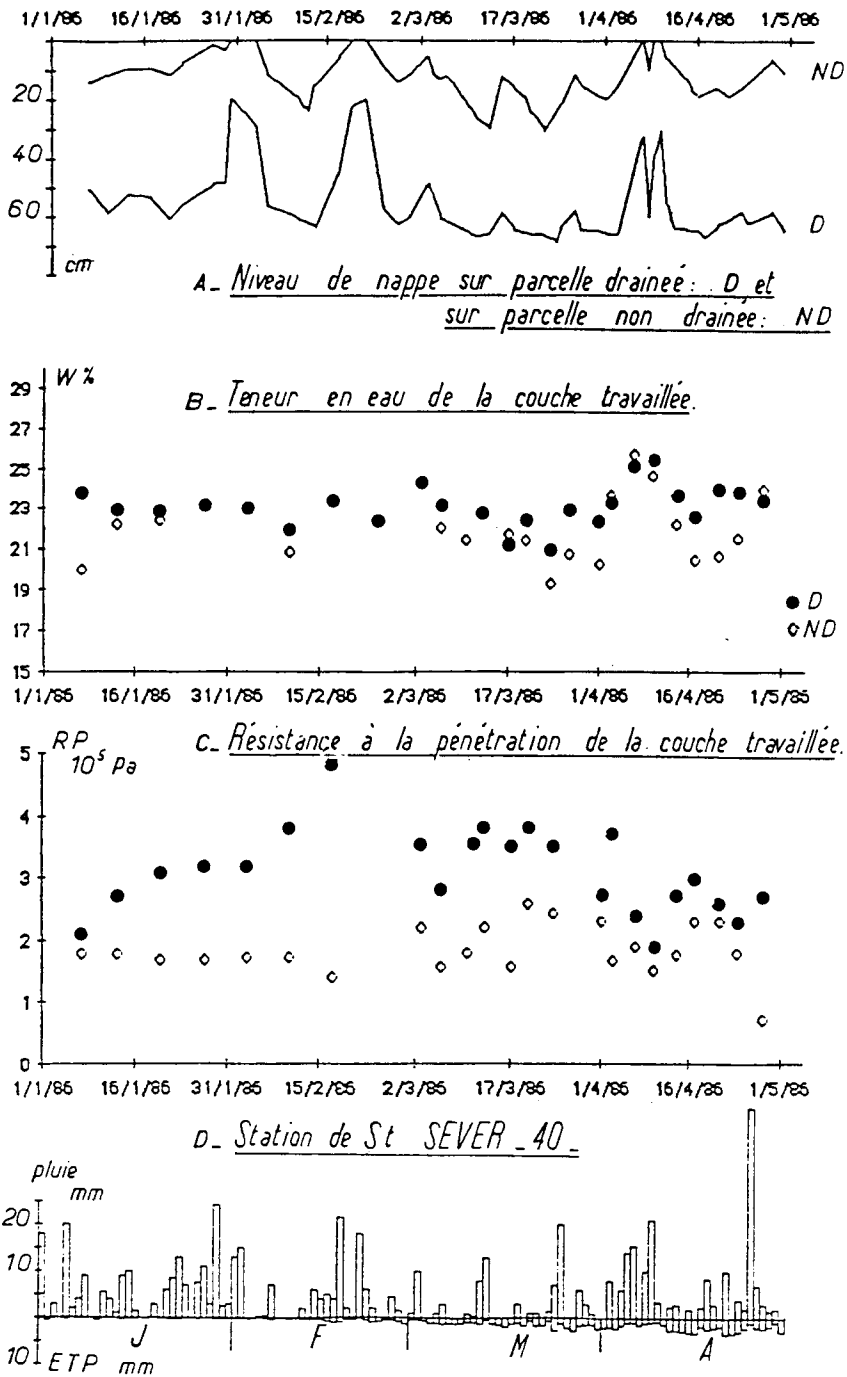 1/1/86 16/1/86 31/1/86 15/2/86 2/3/86 17/3/86 1/4/86 16/4/86 1/5/86
ND
20
40
60
D
cm
A_ Niveau de nappe sur parcelle draineé: D et
sur parcelle non drainée: ND
W %
B_ Teneur en eau de la couche travaillée.
29
27
25
23
21
19
D
17
ND
15
1/1/86 16/1/86 31/1/86 15/2/86 2/3/86 17/3/86 1/4/86 16/4/86 1/5/86
RP
10⁵ Pa
C_ Résistance à la pénétration de la couche travaillée.
5
4
3
2
1
0
1/1/86 16/1/86 31/1/86 15/2/86 2/3/86 17/3/86 1/4/86 16/4/86 1/5/86
D_ Station de St SEVER _40_
pluie
mm
20
10
0
J F M A
10 ETP mm